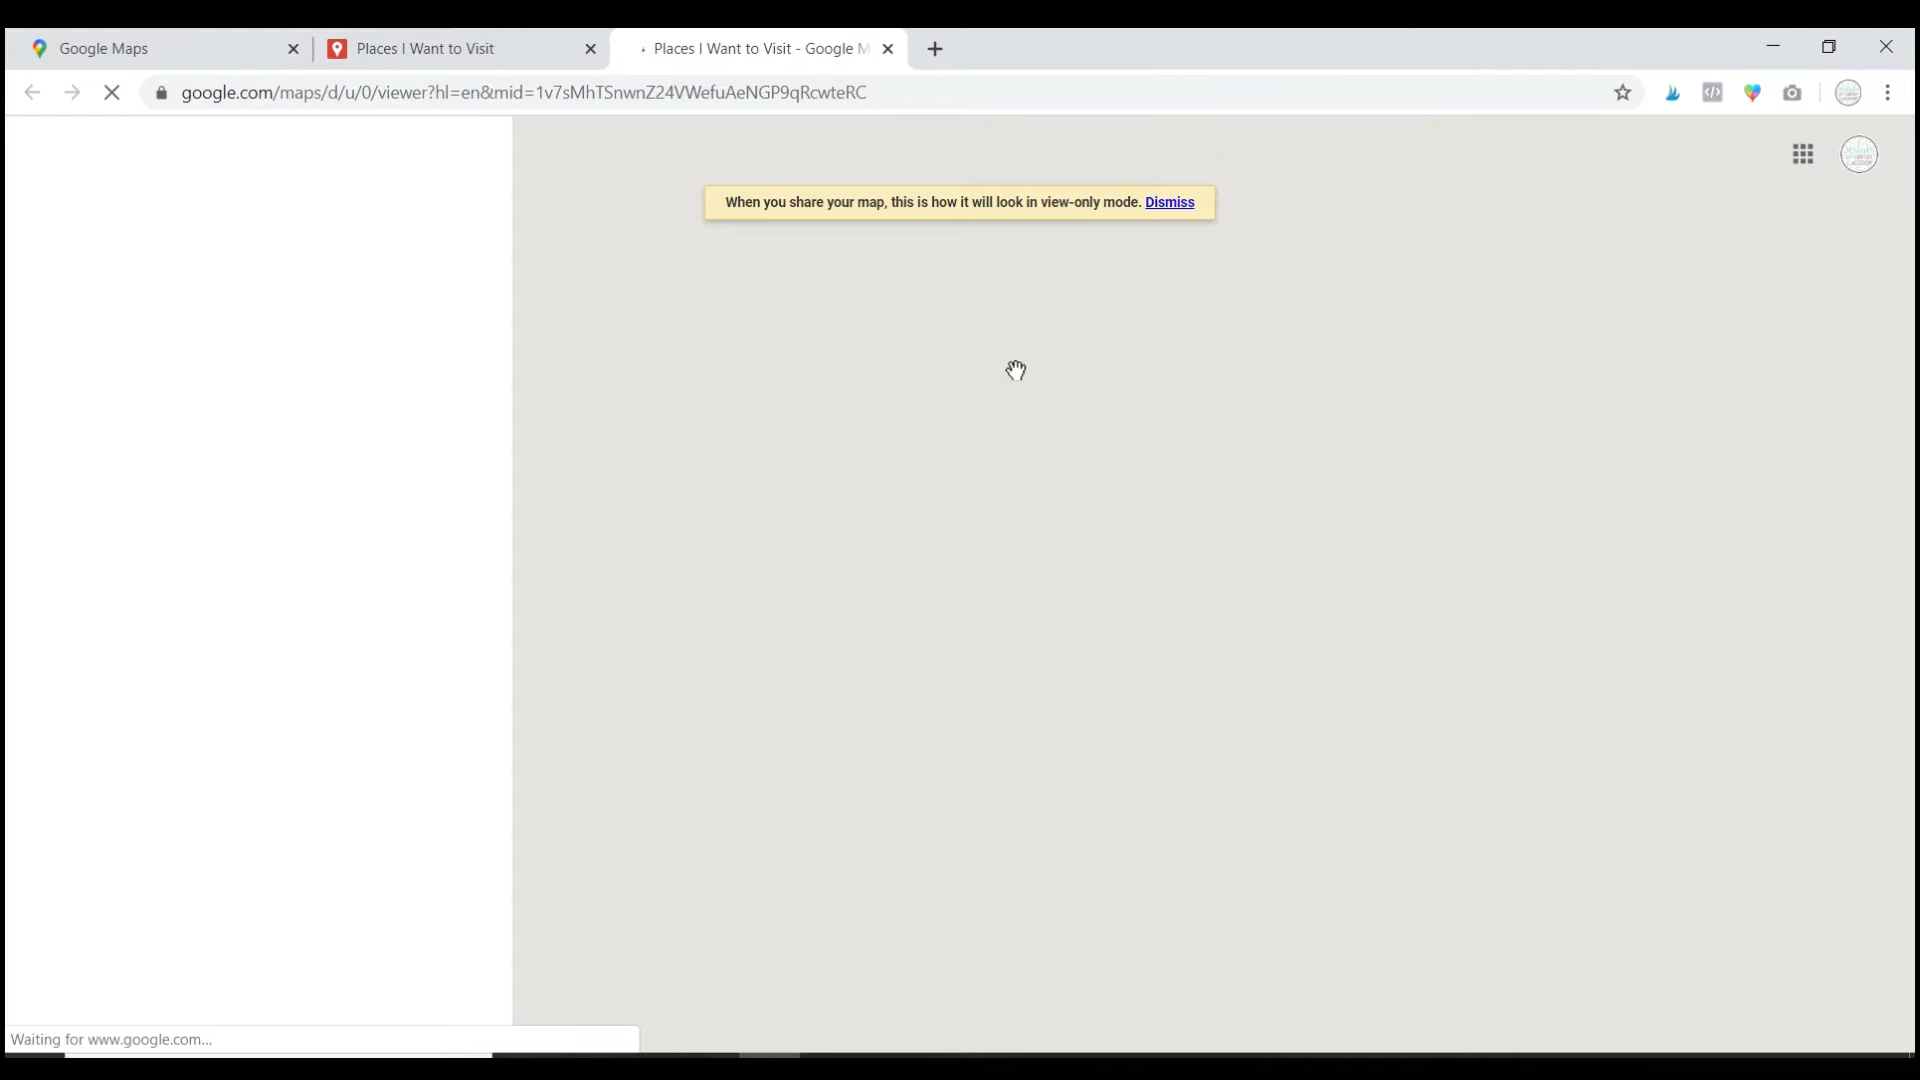 Google Maps
Places I Want to Visit
Places I Want to Visit - Google M
google.com/maps/d/u/0/viewer?hl=en&mid=1v7sMhTSnwnZ24VWefuAeNGP9qRcwteRC
When you share your map, this is how it will look in view-only mode. Dismiss
Waiting for www.google.com...